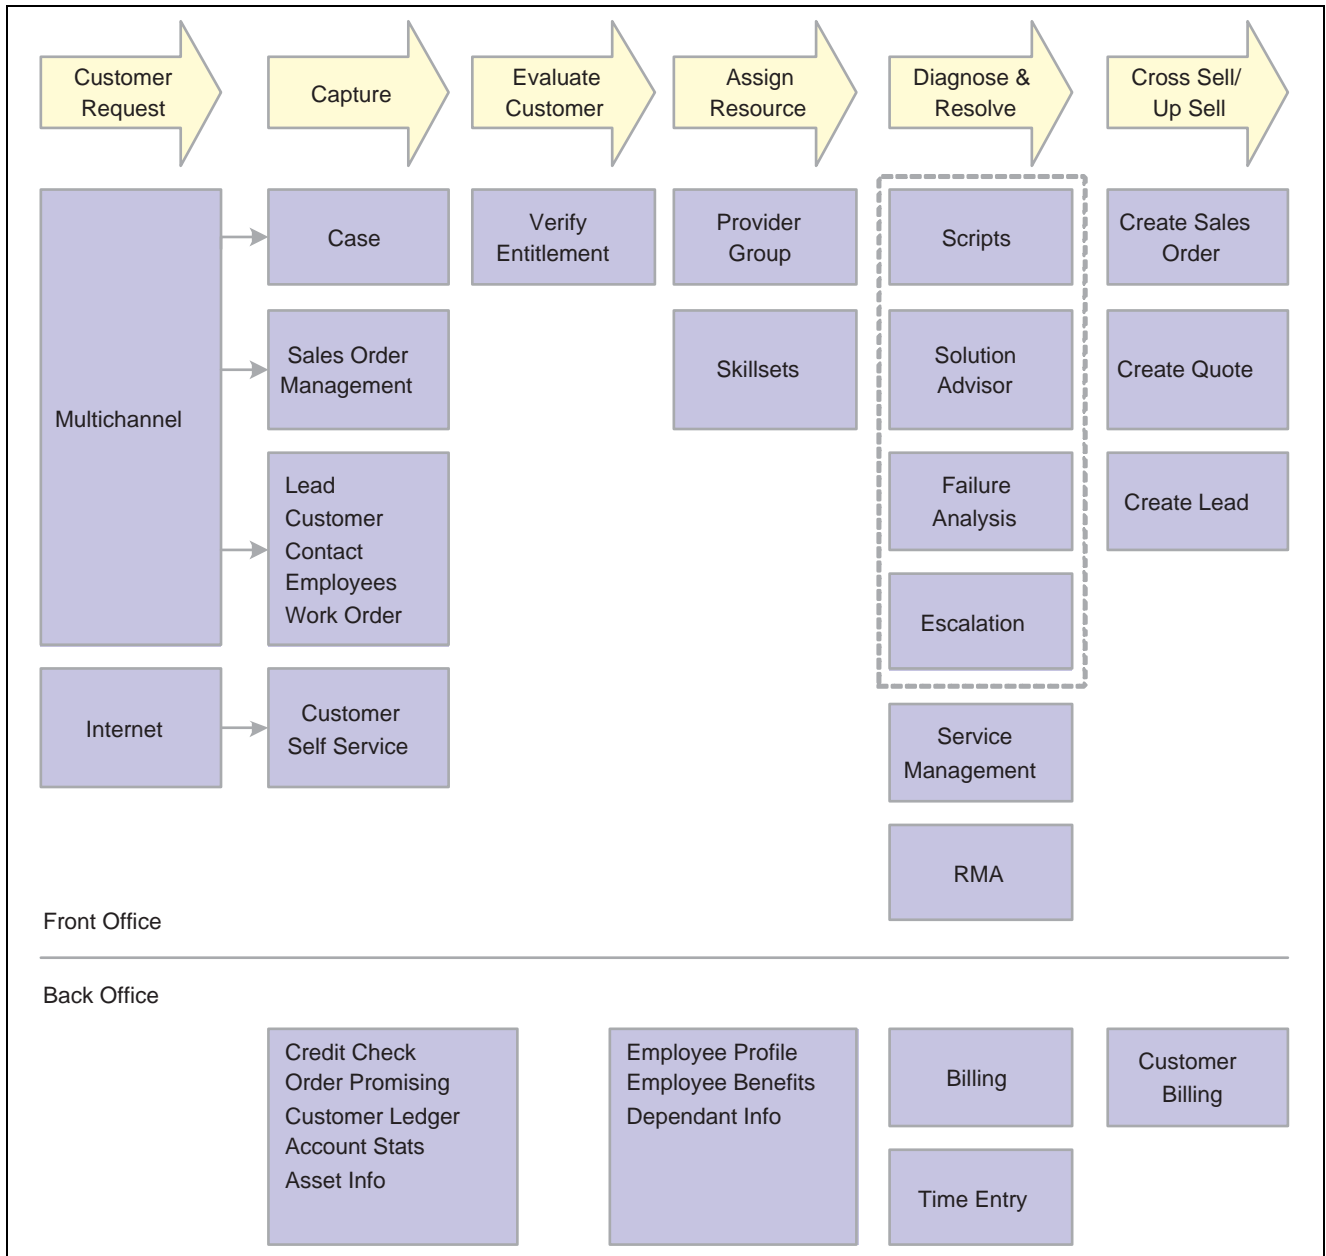 Customer
Request
Capture
Evaluate
Customer
Assign
Resource
Diagnose &
Resolve
Cross Sell/
Up Sell
Multichannel
Case
Verify
Entitlement
Provider
Group
Scripts
Create Sales
Order
Sales Order
Management
Skillsets
Solution
Advisor
Create Quote
Lead
Customer
Contact
Employees
Work Order
Failure
Analysis
Create Lead
Escalation
Internet
Customer
Self Service
Service
Management
RMA
Front Office
Back Office
Credit Check
Order Promising
Customer Ledger
Account Stats
Asset Info
Employee Profile
Employee Benefits
Dependant Info
Billing
Customer
Billing
Time Entry